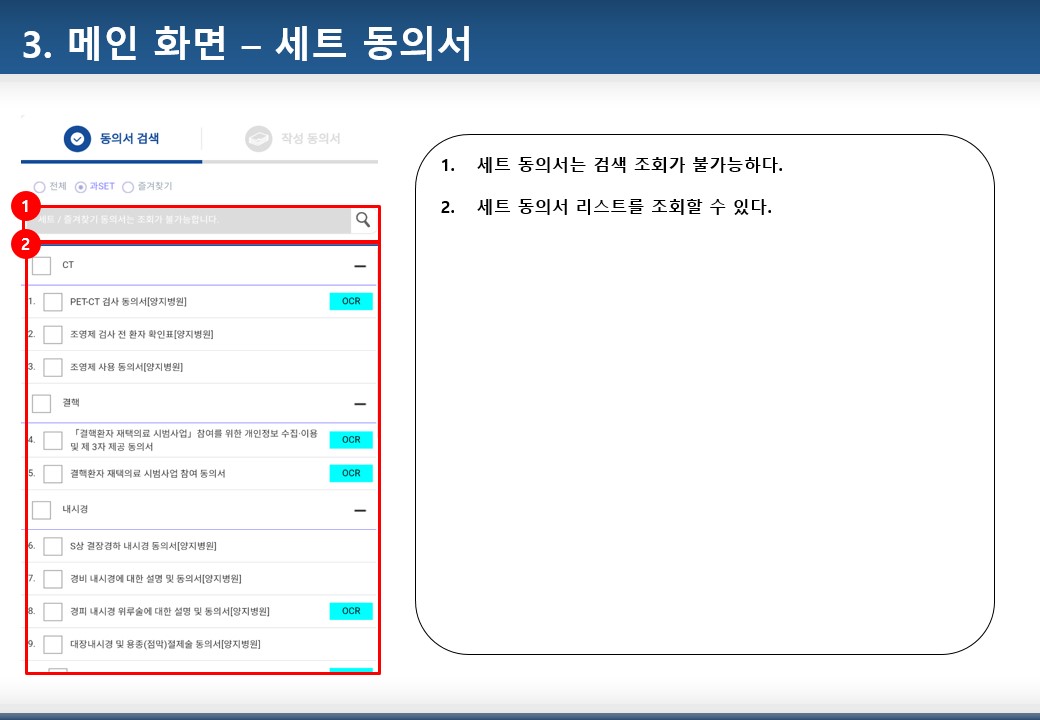 3. 메인 화면 – 세트 동의서
동의서 검색
작성 동의서
전체 과SET 즐겨찾기
1
세트 / 즐겨찾기 동의서는 조회가 불가능합니다.
2
CT
1. PET-CT 검사 동의서[양지병원] OCR
2. 조영제 검사 전 환자 확인표[양지병원]
3. 조영제 사용 동의서[양지병원]
결핵
4. 「결핵환자 재택의료 시범사업」참여를 위한 개인정보 수집·이용
및 제 3자 제공 동의서 OCR
5. 결핵환자 재택의료 시범사업 참여 동의서 OCR
내시경
6. S상 결장경하 내시경 동의서[양지병원]
7. 경비 내시경에 대한 설명 및 동의서[양지병원]
8. 경피 내시경 위루술에 대한 설명 및 동의서[양지병원] OCR
9. 대장내시경 및 용종(점막)절제술 동의서[양지병원]
1. 세트 동의서는 검색 조회가 불가능하다.
2. 세트 동의서 리스트를 조회할 수 있다.